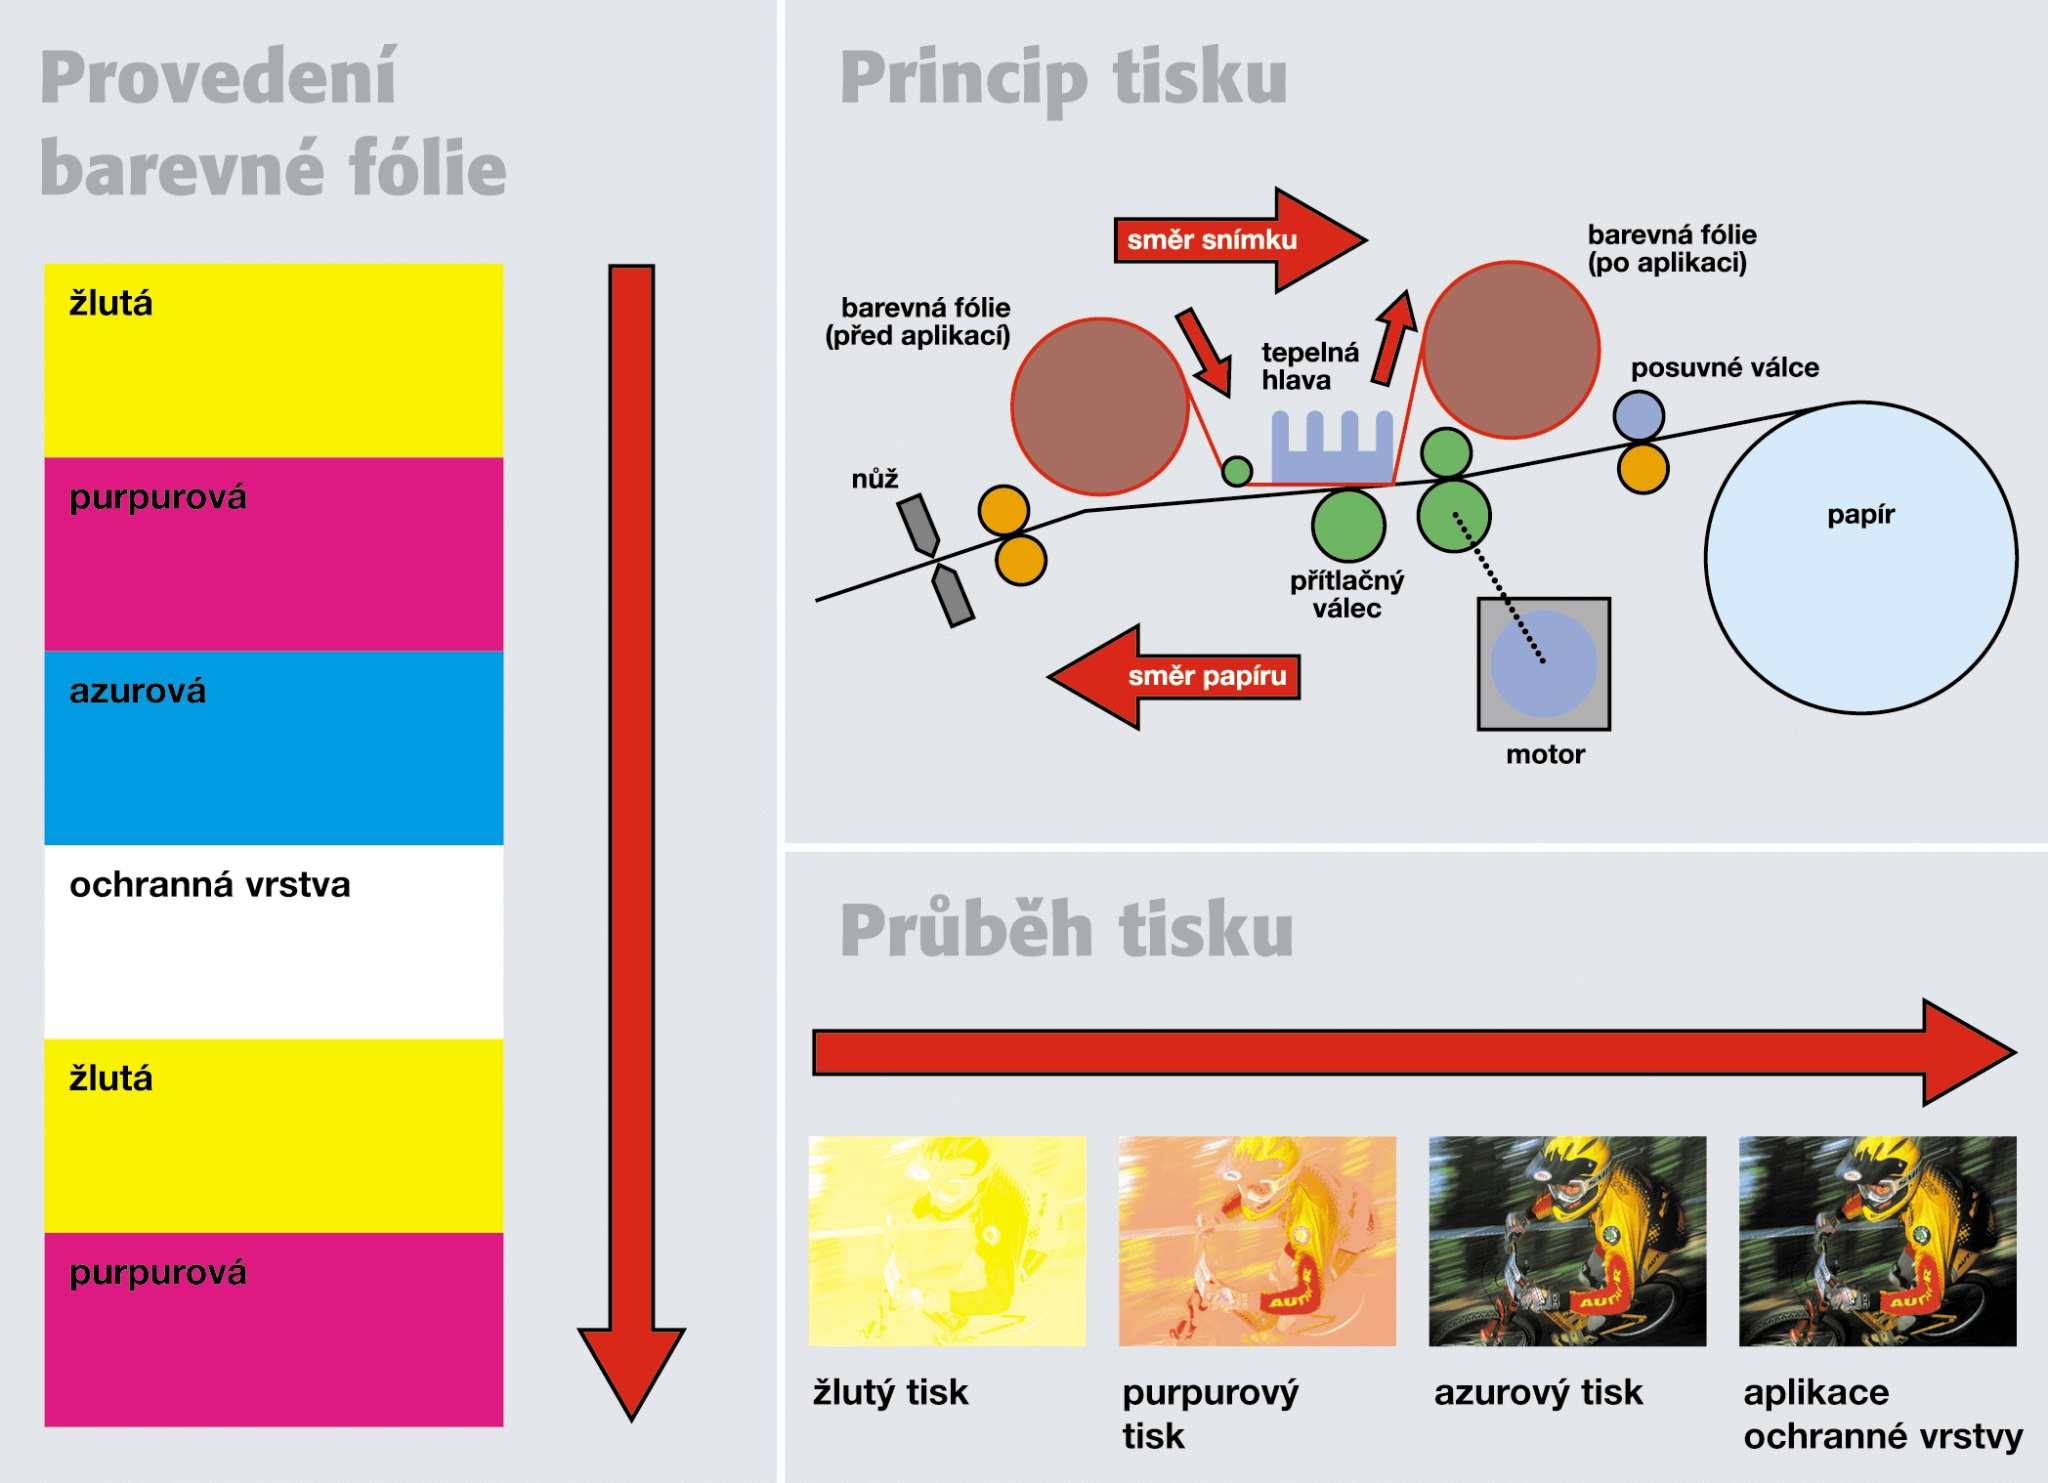 Provedení
barevné fólie
žlutá
purpurová
azurová
ochranná vrstva
žlutá
purpurová
Princip tisku
směr snímku
barevná fólie
(po aplikaci)
barevná fólie
(před aplikací)
tepelná
hlava
posuvné válce
nůž
papír
přítlačný
válec
směr papíru
motor
Průběh tisku
žlutý tisk
purpurový
tisk
azurový tisk
aplikace
ochranné vrstvy